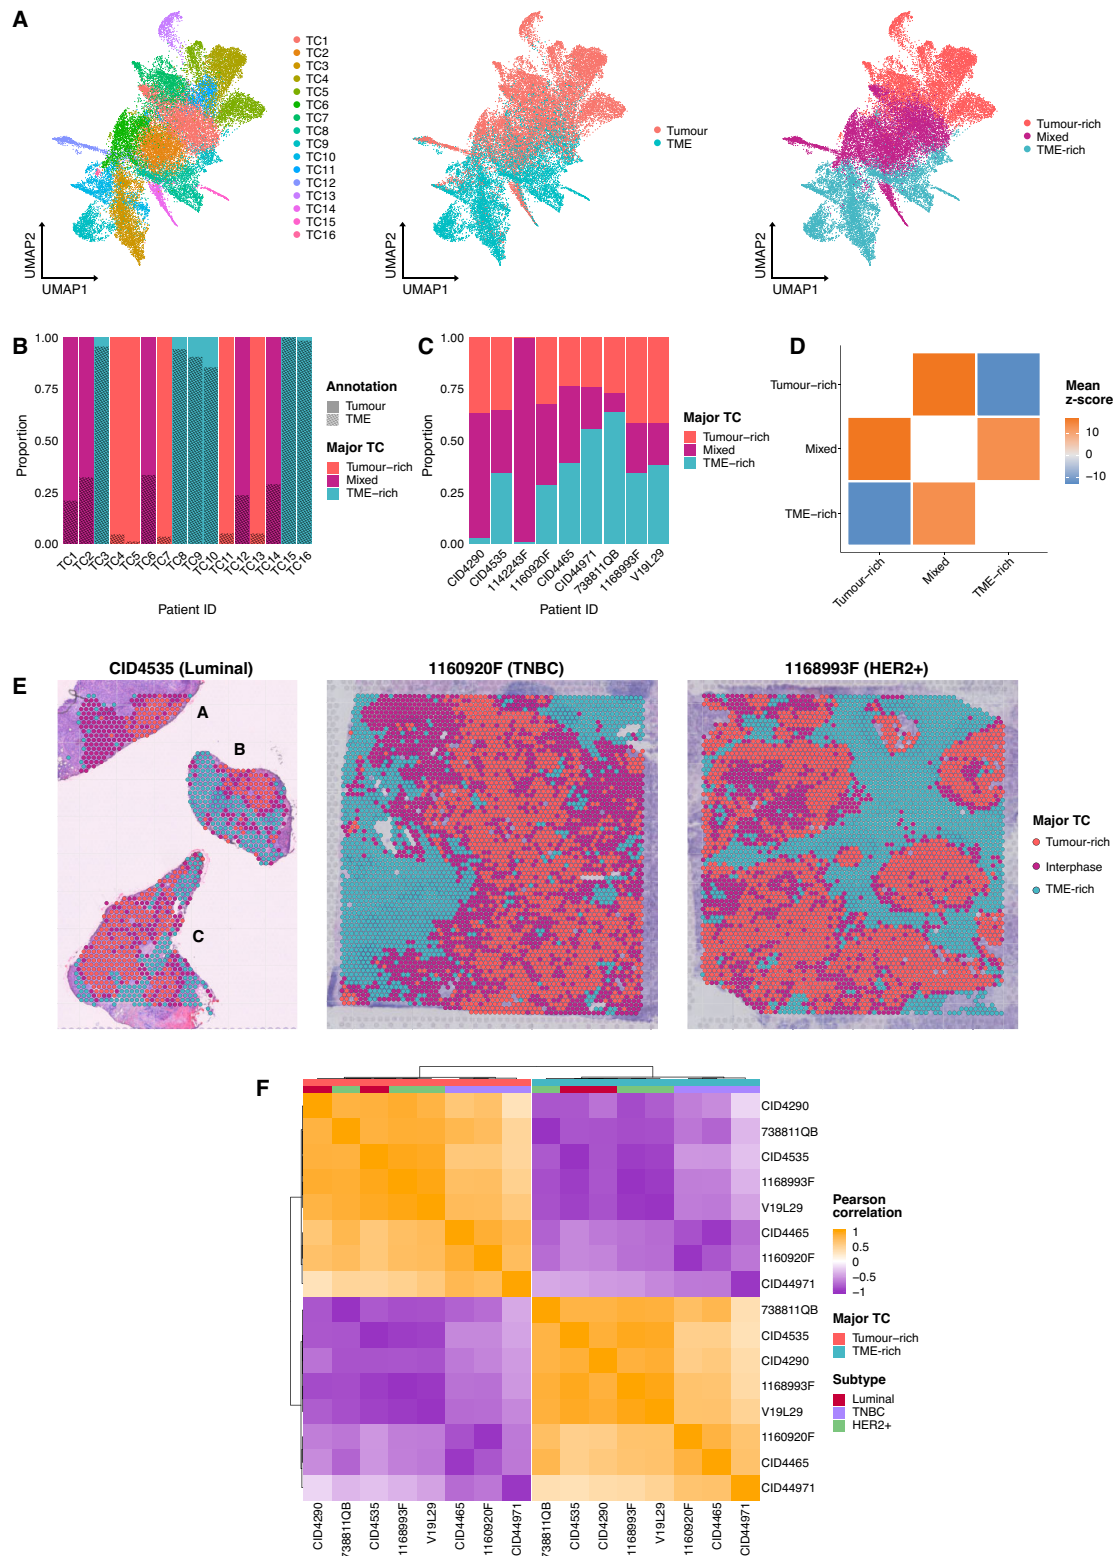 A
TC1
TC2
TC3
TC4
TC5
TC6
TC7
TC8
TC9
TC10
TC11
TC12
TC13
TC14
TC15
TC16
UMAP2
UMAP1
Tumour
TME
UMAP2
UMAP1
Tumour-rich
Mixed
TME-rich
UMAP2
UMAP1
B
Proportion
1.00
0.75
0.50
0.25
0.00
TC1 TC2 TC3 TC4 TC5 TC6 TC7 TC8 TC9 TC10 TC11 TC12 TC13 TC14 TC15 TC16
Patient ID
Annotation
Tumour
TME
Major TC
Tumour-rich
Mixed
TME-rich
C
Proportion
1.00
0.75
0.50
0.25
0.00
CID4290 CID4535 1142243F 1160920F CID4465 CID44971 738811QB 1168993F V19L29
Patient ID
Major TC
Tumour-rich
Mixed
TME-rich
D
Tumour-rich
Mixed
TME-rich
Tumour-rich Mixed TME-rich
Mean
z-score
10
0
−10
E
CID4535 (Luminal)
A
B
C
1160920F (TNBC)
1168993F (HER2+)
Major TC
Tumour-rich
Interphase
TME-rich
F
CID4290
738811QB
CID4535
1168993F
V19L29
CID4465
1160920F
CID44971
738811QB
CID4535
CID4290
1168993F
V19L29
1160920F
CID4465
CID44971
CID4290 738811QB CID4535 1168993F V19L29 CID4465 1160920F CID44971 738811QB CID4535 CID4290 1168993F V19L29 1160920F CID4465 CID44971
Pearson
correlation
1
0.5
0
−0.5
−1
Major TC
Tumour-rich
TME-rich
Subtype
Luminal
TNBC
HER2+